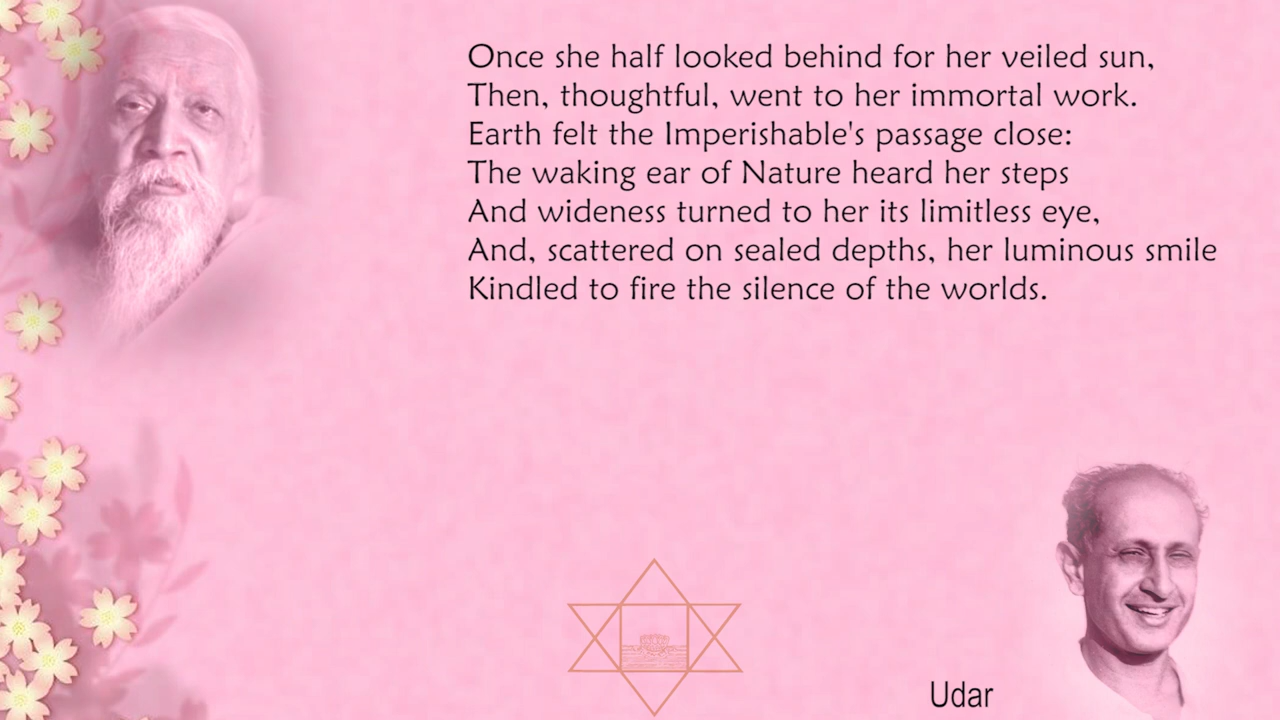 Once she half looked behind for her veiled sun,
Then, thoughtful, went to her immortal work.
Earth felt the Imperishable's passage close:
The waking ear of Nature heard her steps
And wideness turned to her its limitless eye,
And, scattered on sealed depths, her luminous smile
Kindled to fire the silence of the worlds.
Udar